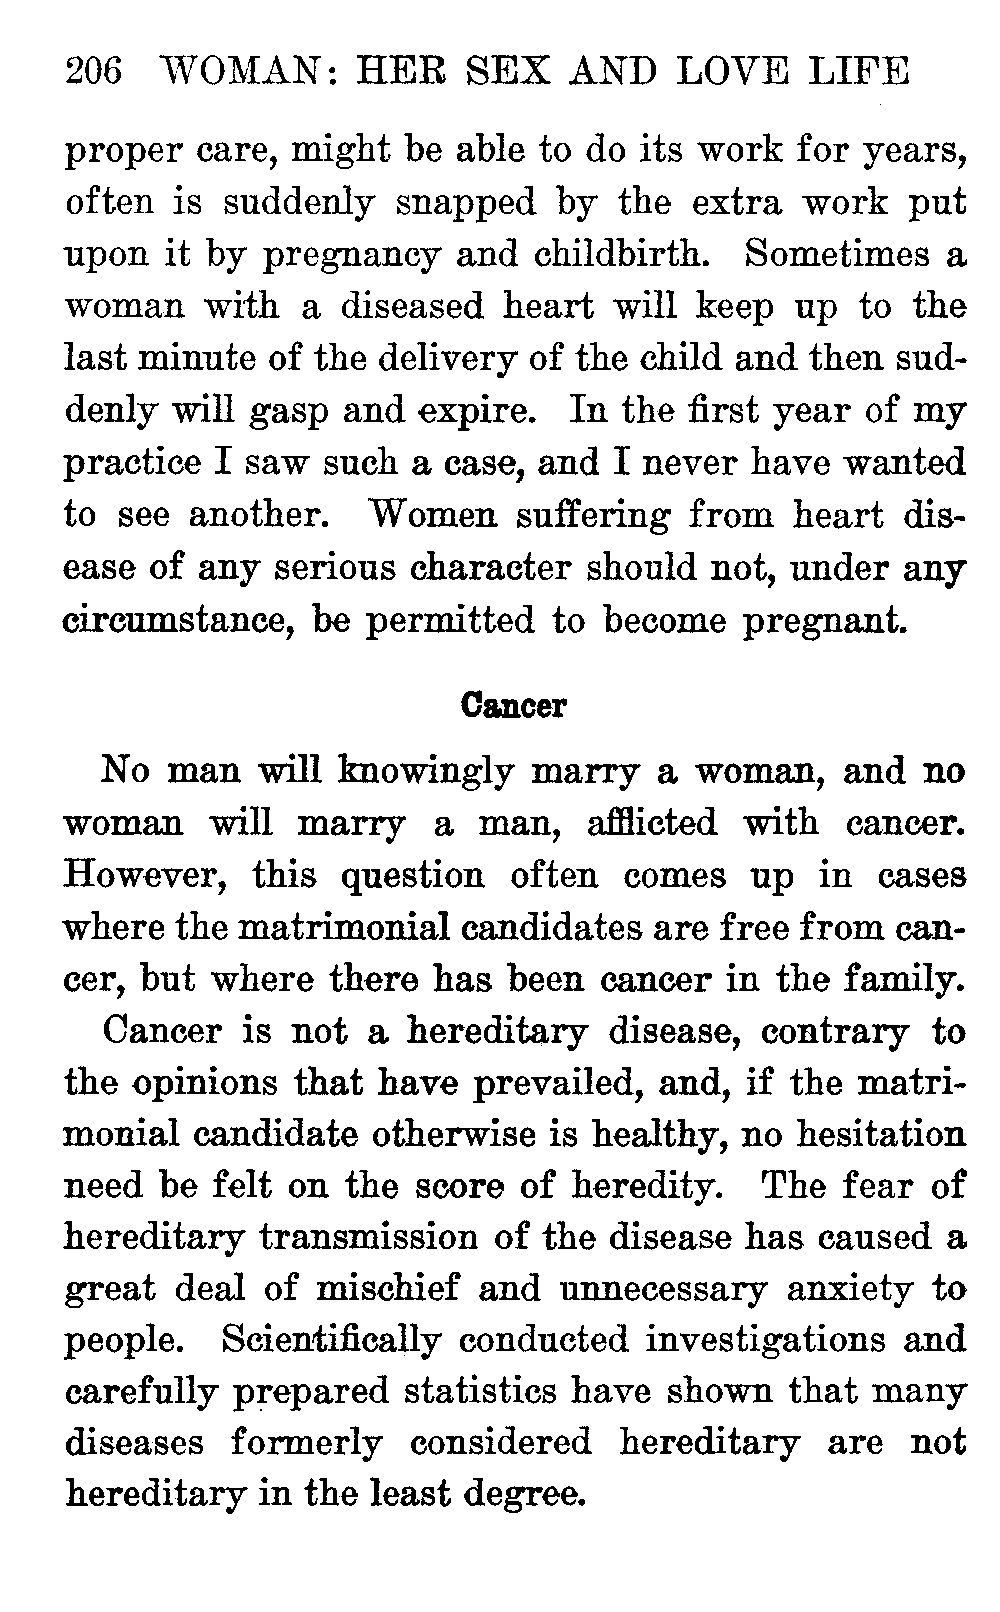 206 WOMAN: HER SEX AND LOVE LIFE
proper care, might be able to do its work for years,
often is suddenly snapped by the extra work put
upon it by pregnancy and childbirth. Sometimes a
woman with a diseased heart will keep up to the
last minute of the delivery of the child and then sud-
denly will gasp and expire. In the first year of my
practice I saw such a case, and I never have wanted
to see another. Women suffering from heart dis-
ease of any serious character should not, under any
circumstance, be permitted to become pregnant.
Cancer
No man will knowingly marry a woman, and no
woman will marry a man, afflicted with cancer.
However, this question often comes up in cases
where the matrimonial candidates are free from can-
cer, but where there has been cancer in the family.
Cancer is not a hereditary disease, contrary to
the opinions that have prevailed, and, if the matri-
monial candidate otherwise is healthy, no hesitation
need be felt on the score of heredity. The fear of
hereditary transmission of the disease has caused a
great deal of mischief and unnecessary anxiety to
people. Scientifically conducted investigations and
carefully prepared statistics have shown that many
diseases formerly considered hereditary are not
hereditary in the least degree.